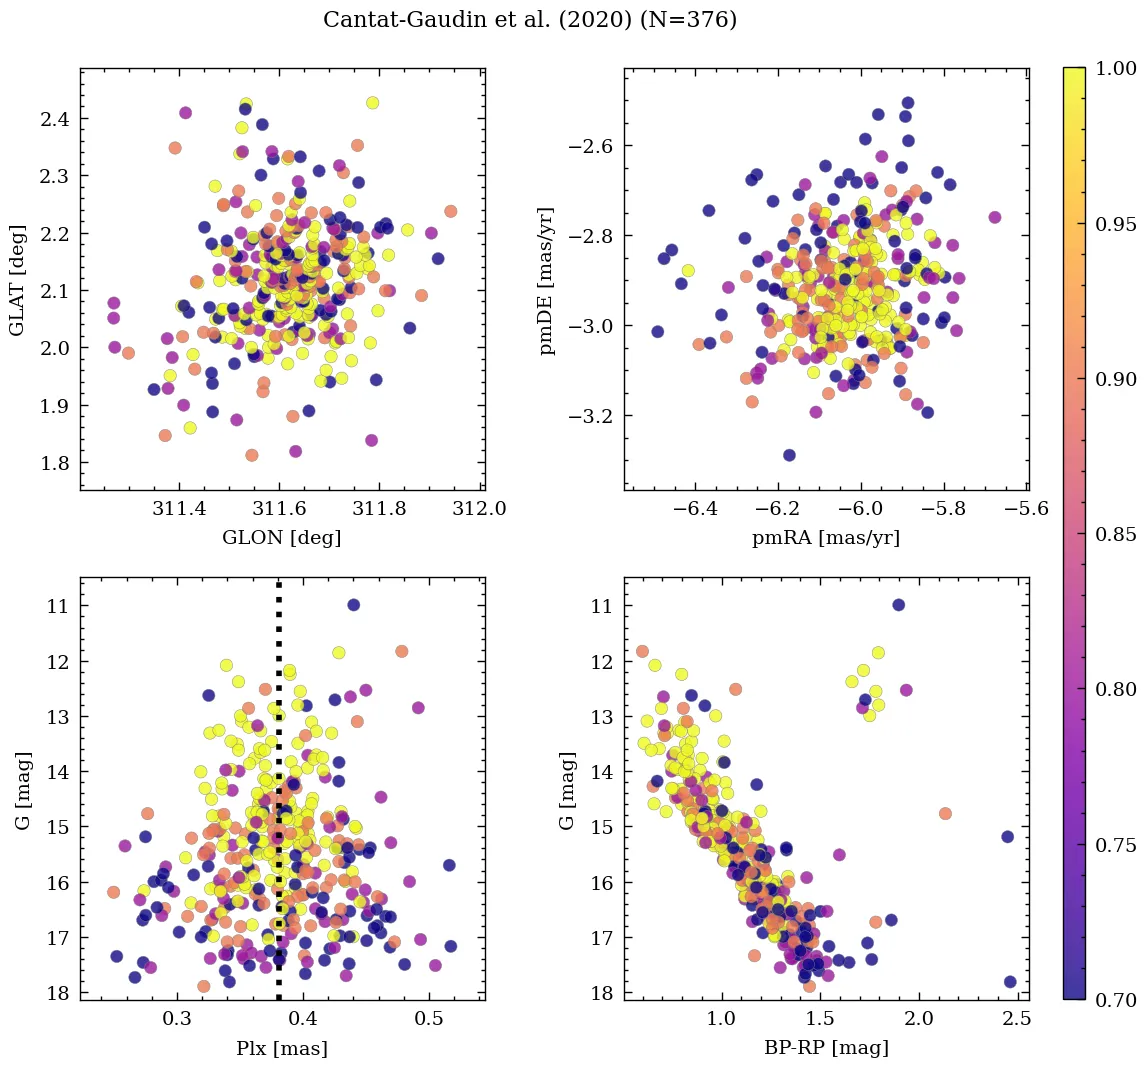 Cantat-Gaudin et al. (2020) (N=376)
2.4
2.3
2.2
2.1
2.0
1.9
1.8
GLAT [deg]
311.4 311.6 311.8 312.0
GLON [deg]
−2.6
−2.8
−3.0
−3.2
pmDE [mas/yr]
−6.4 −6.2 −6.0 −5.8 −5.6
pmRA [mas/yr]
11
12
13
14
15
16
17
18
G [mag]
0.3 0.4 0.5
Plx [mas]
11
12
13
14
15
16
17
18
G [mag]
1.0 1.5 2.0 2.5
BP-RP [mag]
1.00
0.95
0.90
0.85
0.80
0.75
0.70